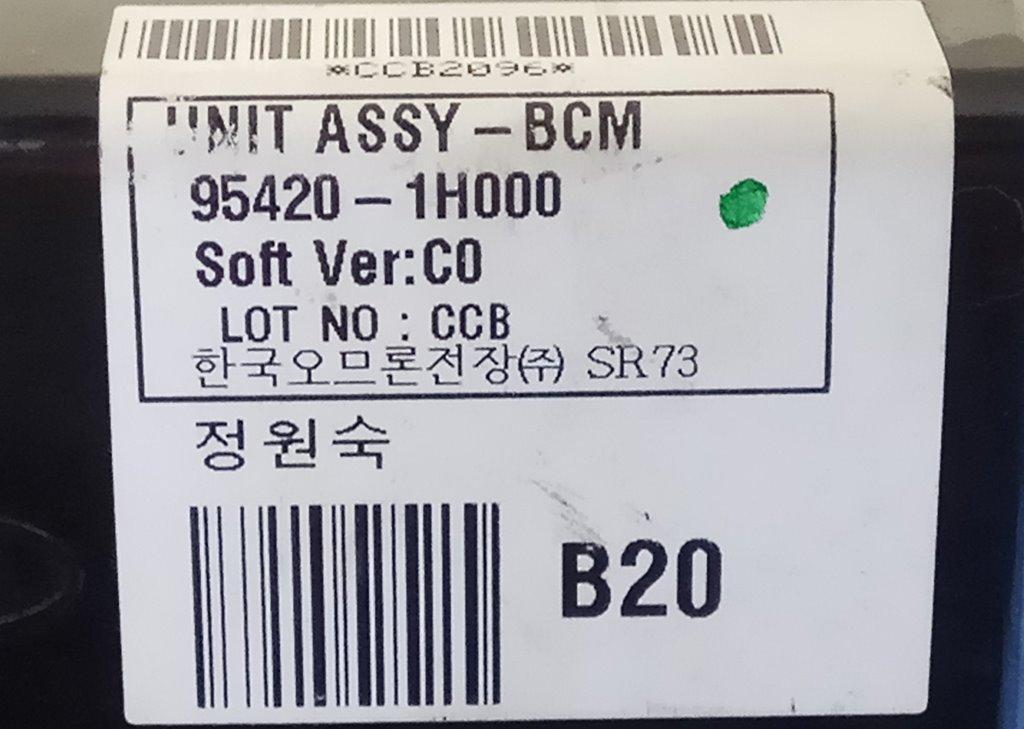 *CCB2096*
UNIT ASSY-BCM
95420-1H000
Soft Ver:C0
LOT NO : CCB
한국오므론전장(주) SR73
정원숙
B20